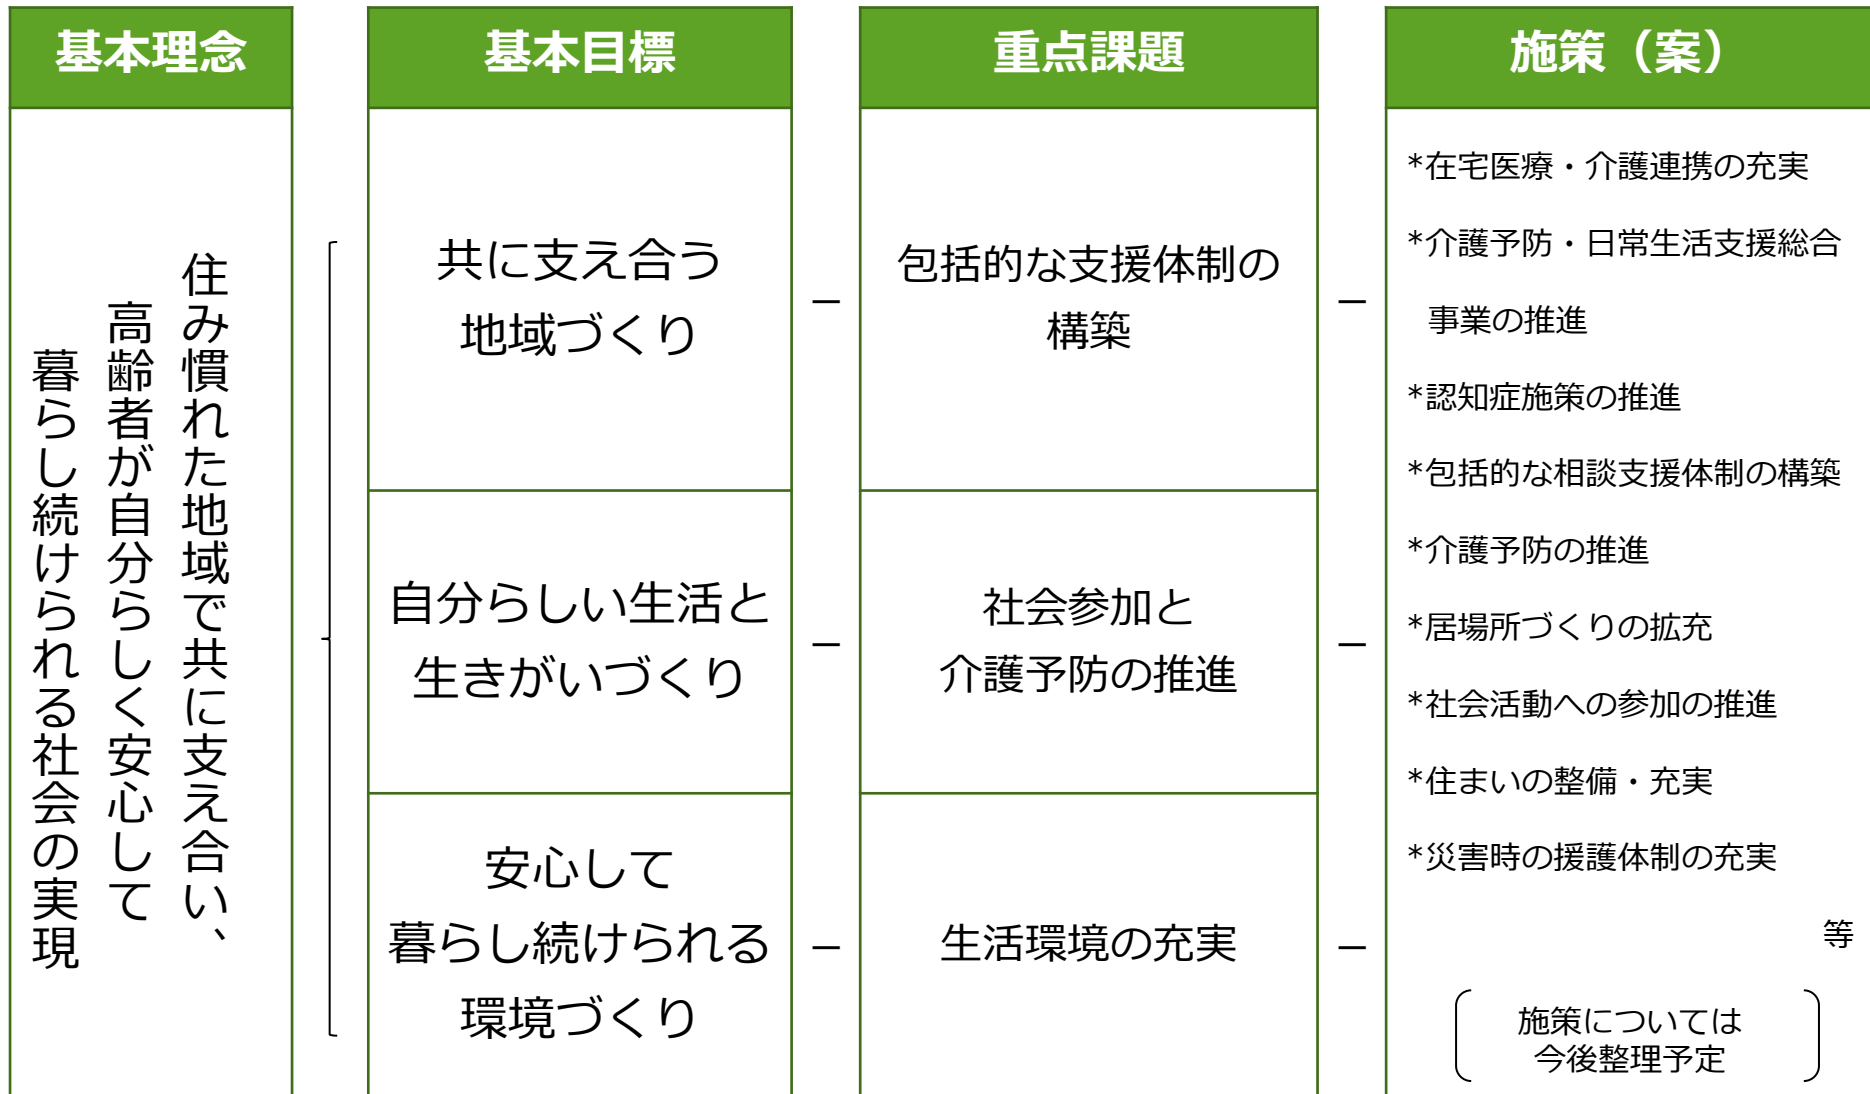 基本理念
住み慣れた地域で共に支え合い、
高齢者が自分らしく安心して
暮らし続けられる社会の実現
基本目標
共に支え合う
地域づくり
自分らしい生活と
生きがいづくり
安心して
暮らし続けられる
環境づくり
重点課題
包括的な支援体制の
構築
社会参加と
介護予防の推進
生活環境の充実
施策（案）
*在宅医療・介護連携の充実
*介護予防・日常生活支援総合
事業の推進
*認知症施策の推進
*包括的な相談支援体制の構築
*介護予防の推進
*居場所づくりの拡充
*社会活動への参加の推進
*住まいの整備・充実
*災害時の援護体制の充実
等
施策については
今後整理予定